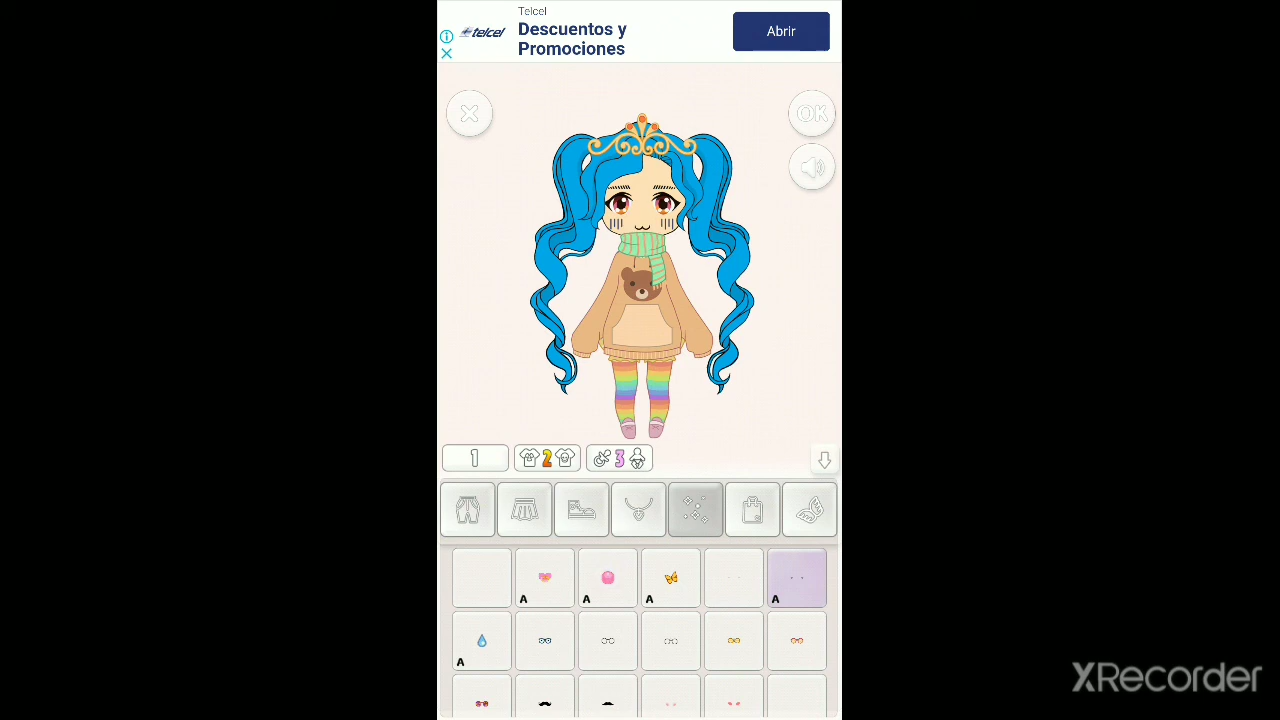 Telcel
telcel
Descuentos y
Promociones
Abrir
OK
1
2
3
A
A
A
A
A
XRecorder